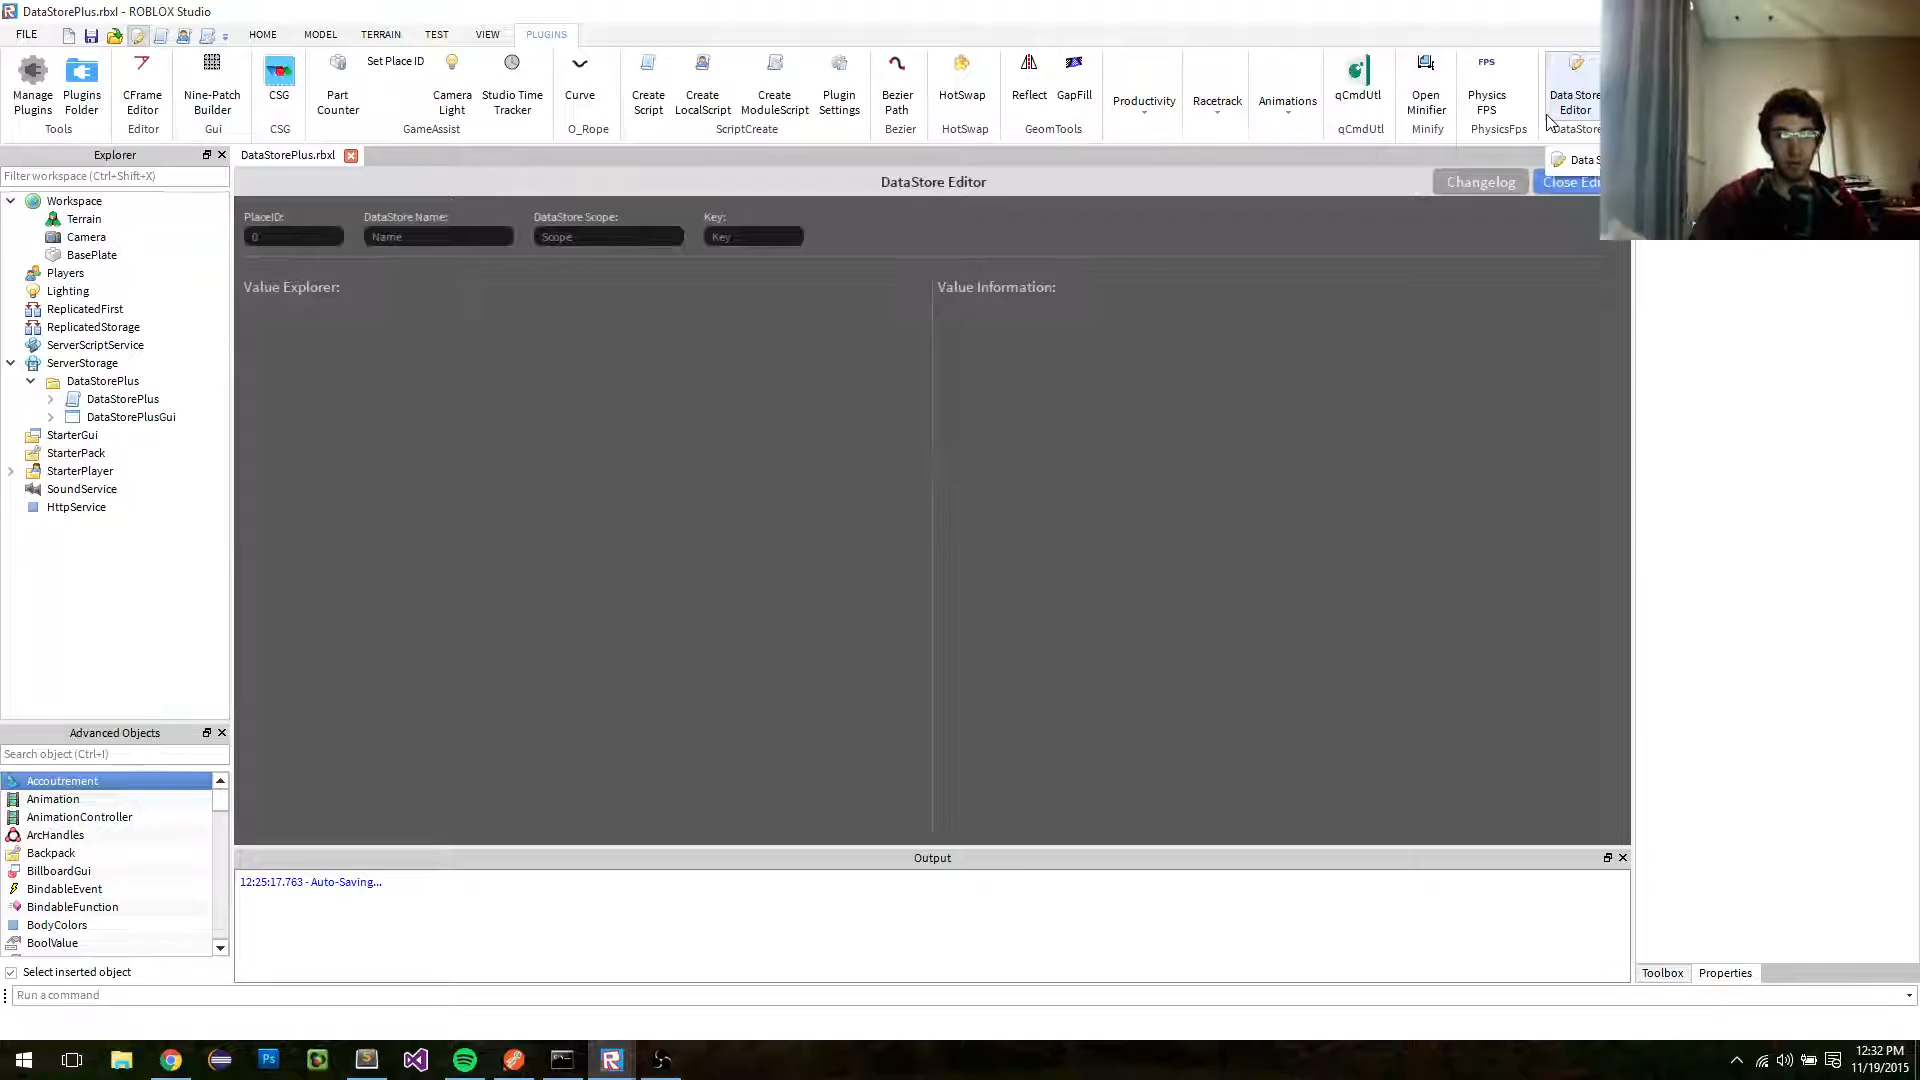 DataStorePlus.rbxl - ROBLOX Studio
FILE
HOME
MODEL
TERRAIN
TEST
VIEW
PLUGINS
Manage Plugins
Plugins Folder
Tools
CFrame Editor
Editor
Nine-Patch Builder
Gui
CSG
CSG
Part Counter
Set Place ID
Camera Light
Studio Time Tracker
GameAssist
Curve
O_Rope
Create Script
Create LocalScript
Create ModuleScript
Plugin Settings
ScriptCreate
Bezier Path
Bezier
HotSwap
HotSwap
Reflect
GapFill
GeomTools
Productivity
Racetrack
Animations
qCmdUtl
qCmdUtl
Open Minifier
Minify
FPS
Physics FPS
PhysicsFps
Data Store Editor
DataStore
Data S
Explorer
Filter workspace (Ctrl+Shift+X)
Workspace
Terrain
Camera
BasePlate
Players
Lighting
ReplicatedFirst
ReplicatedStorage
ServerScriptService
ServerStorage
DataStorePlus
DataStorePlus
DataStorePlusGui
StarterGui
StarterPack
StarterPlayer
SoundService
HttpService
DataStorePlus.rbxl
DataStore Editor
Changelog
Close Edi
PlaceID:
0
DataStore Name:
Name
DataStore Scope:
Scope
Key:
Key
Value Explorer:
Value Information:
Advanced Objects
Search object (Ctrl+I)
Accoutrement
Animation
AnimationController
ArcHandles
Backpack
BillboardGui
BindableEvent
BindableFunction
BodyColors
BoolValue
Select inserted object
Output
12:25:17.763 - Auto-Saving...
Toolbox
Properties
Run a command
12:32 PM
11/19/2015